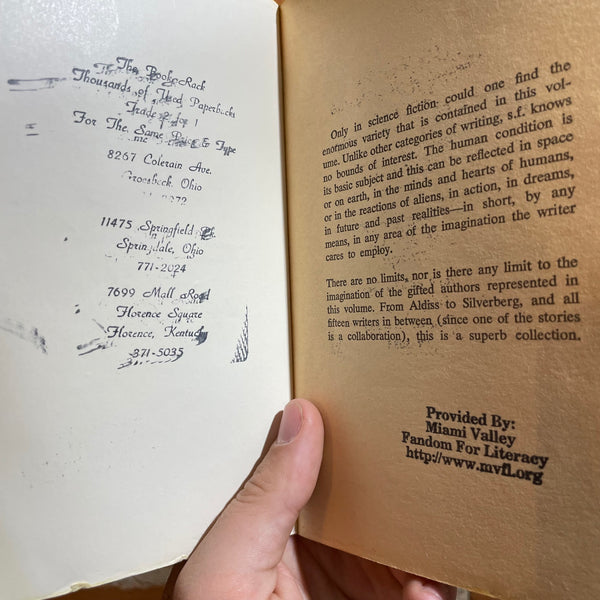 The Book Rack
Thousands of Used Paperbacks
Trade 2 for 1
For The Same Price & Type
8267 Colerain Ave.
Groesbeck, Ohio
11475 Springfield Pk.
Springdale, Ohio
771-2024
7699 Mall Road
Florence Square
Florence, Kentucky
371-5035
Only in science fiction could one find the
enormous variety that is contained in this vol-
ume. Unlike other categories of writing, s.f. knows
no bounds of interest. The human condition is
its basic subject and this can be reflected in space
or on earth, in the minds and hearts of humans,
or in the reactions of aliens, in action, in dreams,
in future and past realities—in short, by any
means, in any area of the imagination the writer
cares to employ.
There are no limits, nor is there any limit to the
imagination of the gifted authors represented in
this volume. From Aldiss to Silverberg, and all
fifteen writers in between (since one of the stories
is a collaboration), this is a superb collection.
Provided By:
Miami Valley
Fandom For Literacy
http://www.mvfl.org